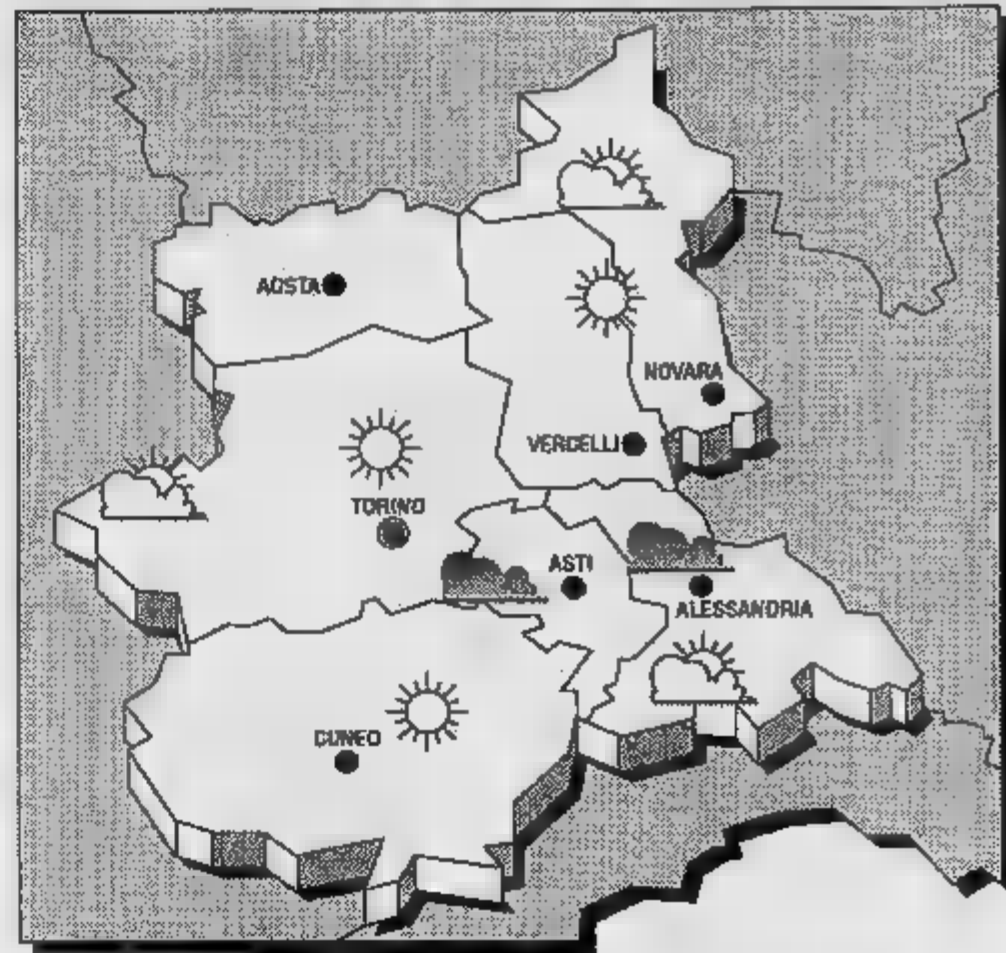 AOSTA
NOVARA
VERCELLI
TORINO
ASTI
ALESSANDRIA
CUNEO